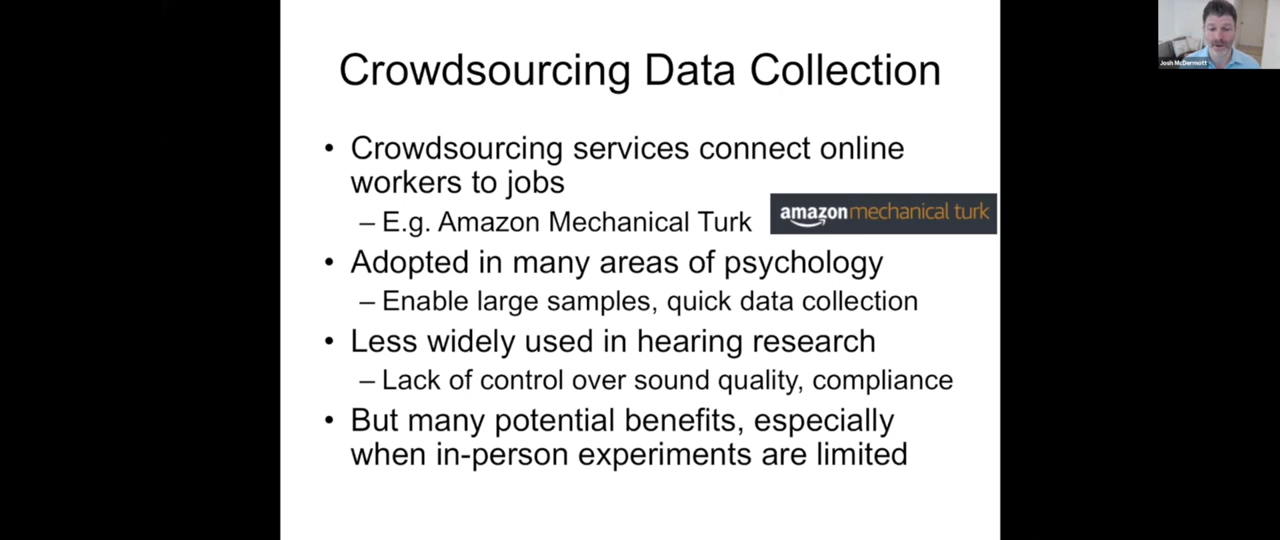 Crowdsourcing Data Collection
• Crowdsourcing services connect online
workers to jobs
– E.g. Amazon Mechanical Turk
amazon mechanical turk
• Adopted in many areas of psychology
– Enable large samples, quick data collection
• Less widely used in hearing research
– Lack of control over sound quality, compliance
• But many potential benefits, especially
when in-person experiments are limited
Josh McDermott